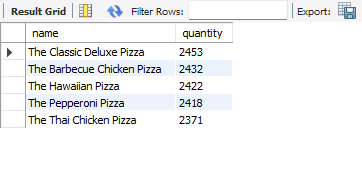 Result Grid Filter Rows: Export:
name quantity
The Classic Deluxe Pizza 2453
The Barbecue Chicken Pizza 2432
The Hawaiian Pizza 2422
The Pepperoni Pizza 2418
The Thai Chicken Pizza 2371